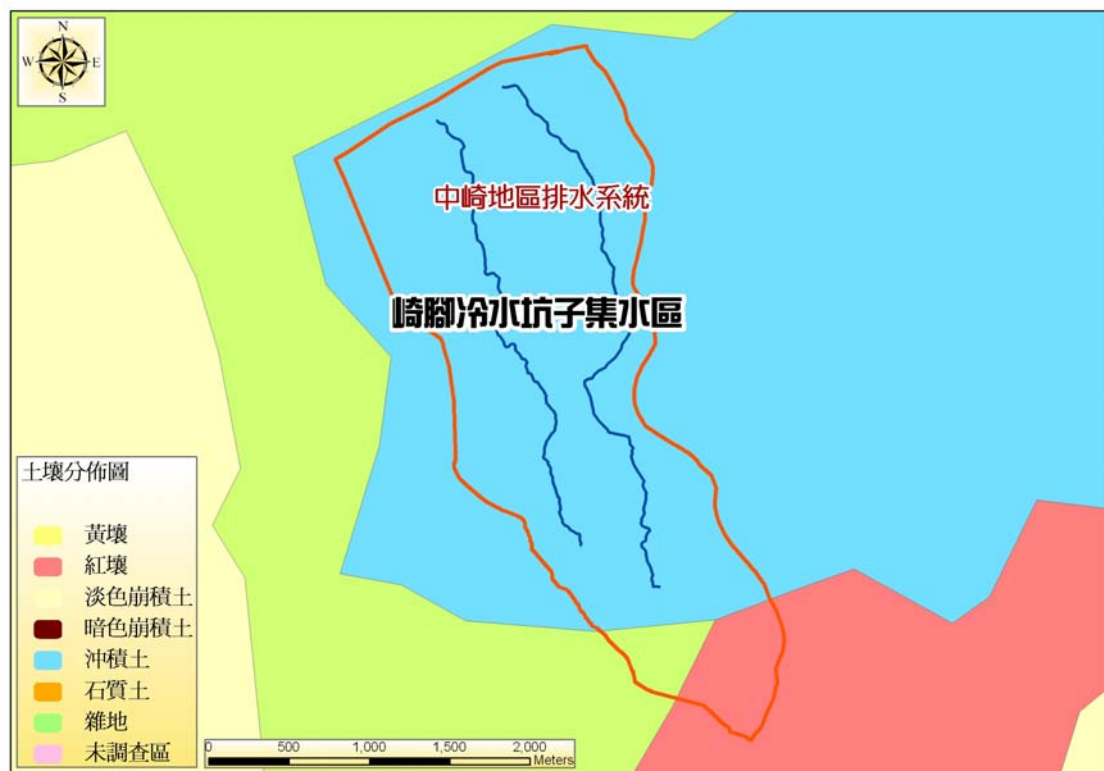 N
W E
S
中崎地區排水系統
崎腳冷水坑子集水區
土壤分佈圖
黃壤
紅壤
淡色崩積土
暗色崩積土
沖積土
石質土
雜地
未調查區
0 500 1,000 1,500 2,000
Meters